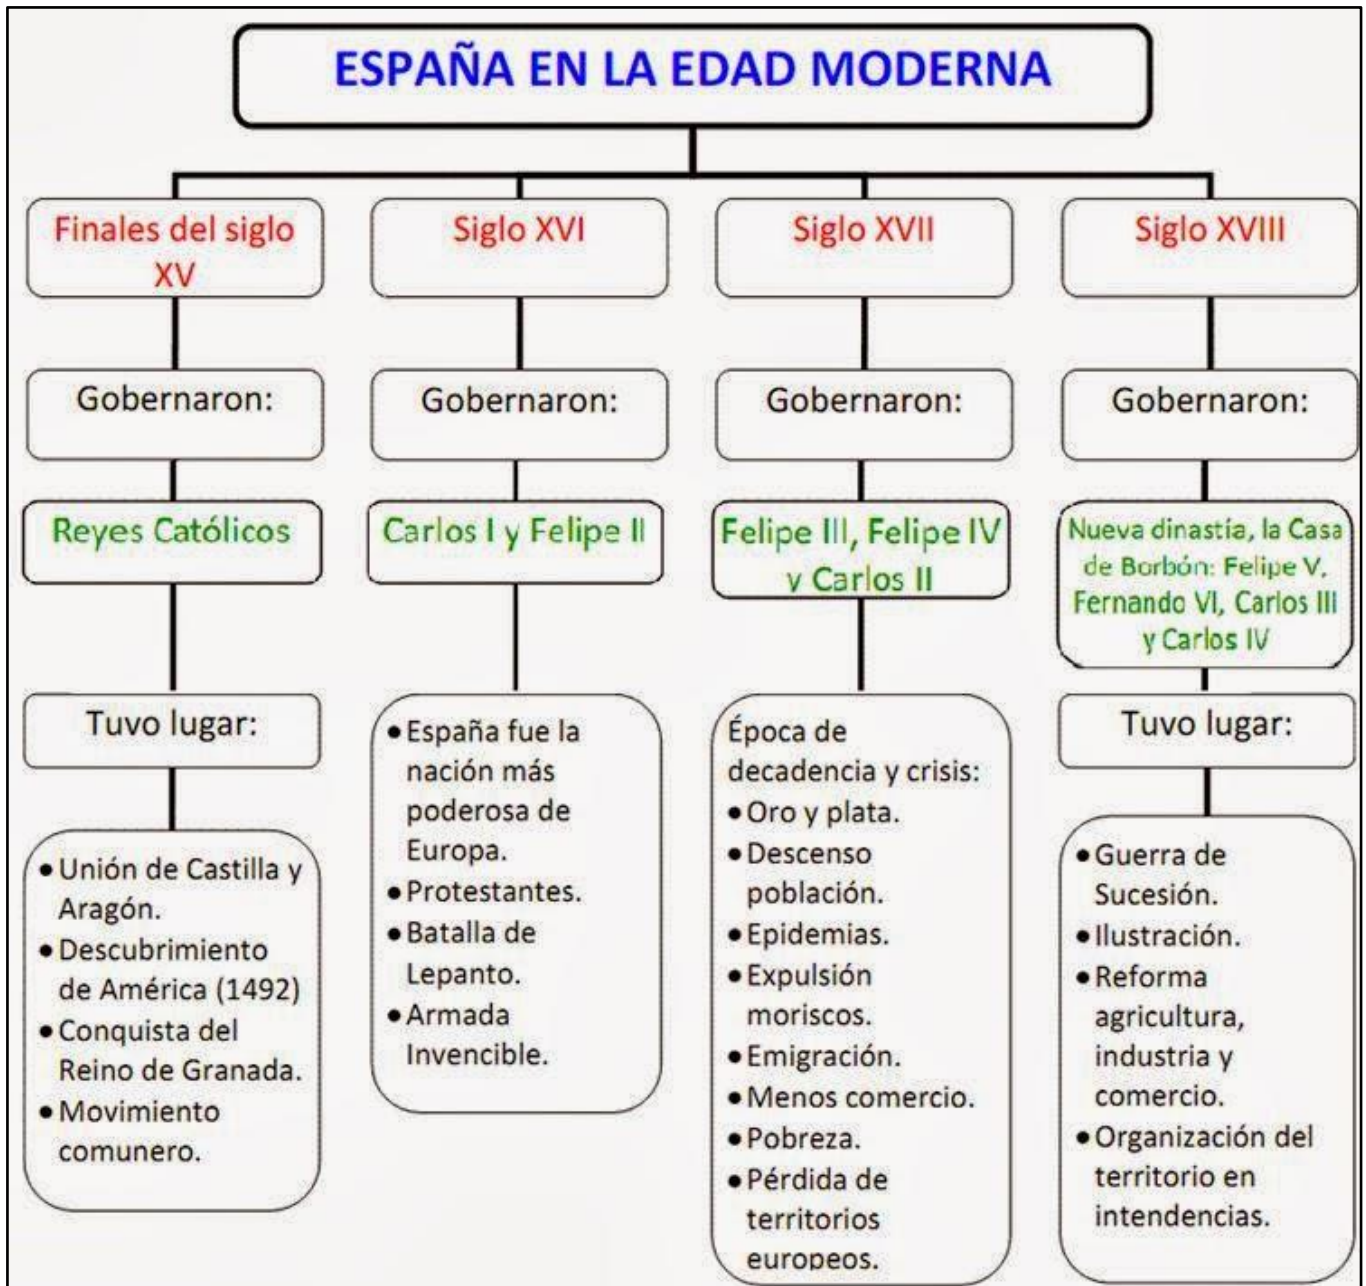 ESPAÑA EN LA EDAD MODERNA
Finales del siglo
XV
Gobernaron:
Reyes Católicos
Tuvo lugar:
•Unión de Castilla y
Aragón.
•Descubrimiento
de América (1492)
•Conquista del
Reino de Granada.
•Movimiento
comunero.
Siglo XVI
Gobernaron:
Carlos I y Felipe II
•España fue la
nación más
poderosa de
Europa.
•Protestantes.
•Batalla de
Lepanto.
•Armada
Invencible.
Siglo XVII
Gobernaron:
Felipe III, Felipe IV
y Carlos II
Época de
decadencia y crisis:
•Oro y plata.
•Descenso
población.
•Epidemias.
•Expulsión
moriscos.
•Emigración.
•Menos comercio.
•Pobreza.
•Pérdida de
territorios
europeos.
Siglo XVIII
Gobernaron:
Nueva dinastía, la Casa
de Borbón: Felipe V,
Fernando VI, Carlos III
y Carlos IV
Tuvo lugar:
•Guerra de
Sucesión.
•Ilustración.
•Reforma
agricultura,
industria y
comercio.
•Organización del
territorio en
intendencias.